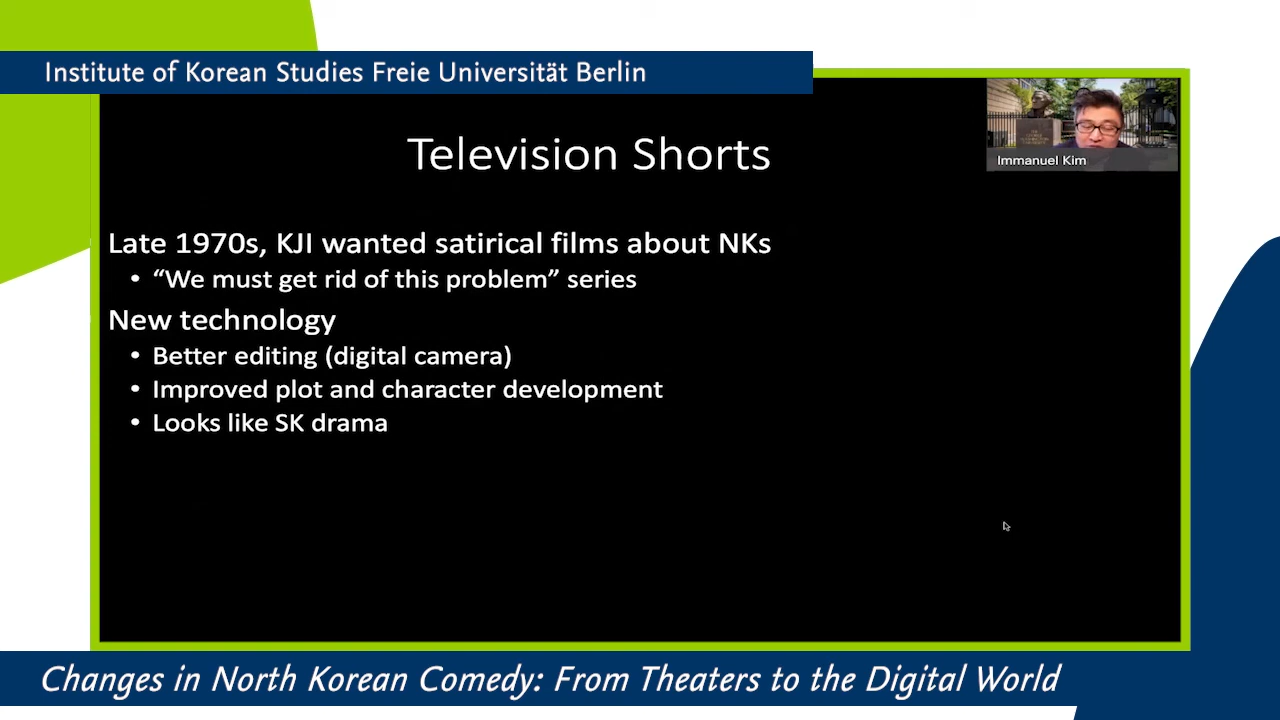 Institute of Korean Studies Freie Universität Berlin
Television Shorts
Immanuel Kim
Late 1970s, KJI wanted satirical films about NKs
• “We must get rid of this problem” series
New technology
• Better editing (digital camera)
• Improved plot and character development
• Looks like SK drama
Changes in North Korean Comedy: From Theaters to the Digital World